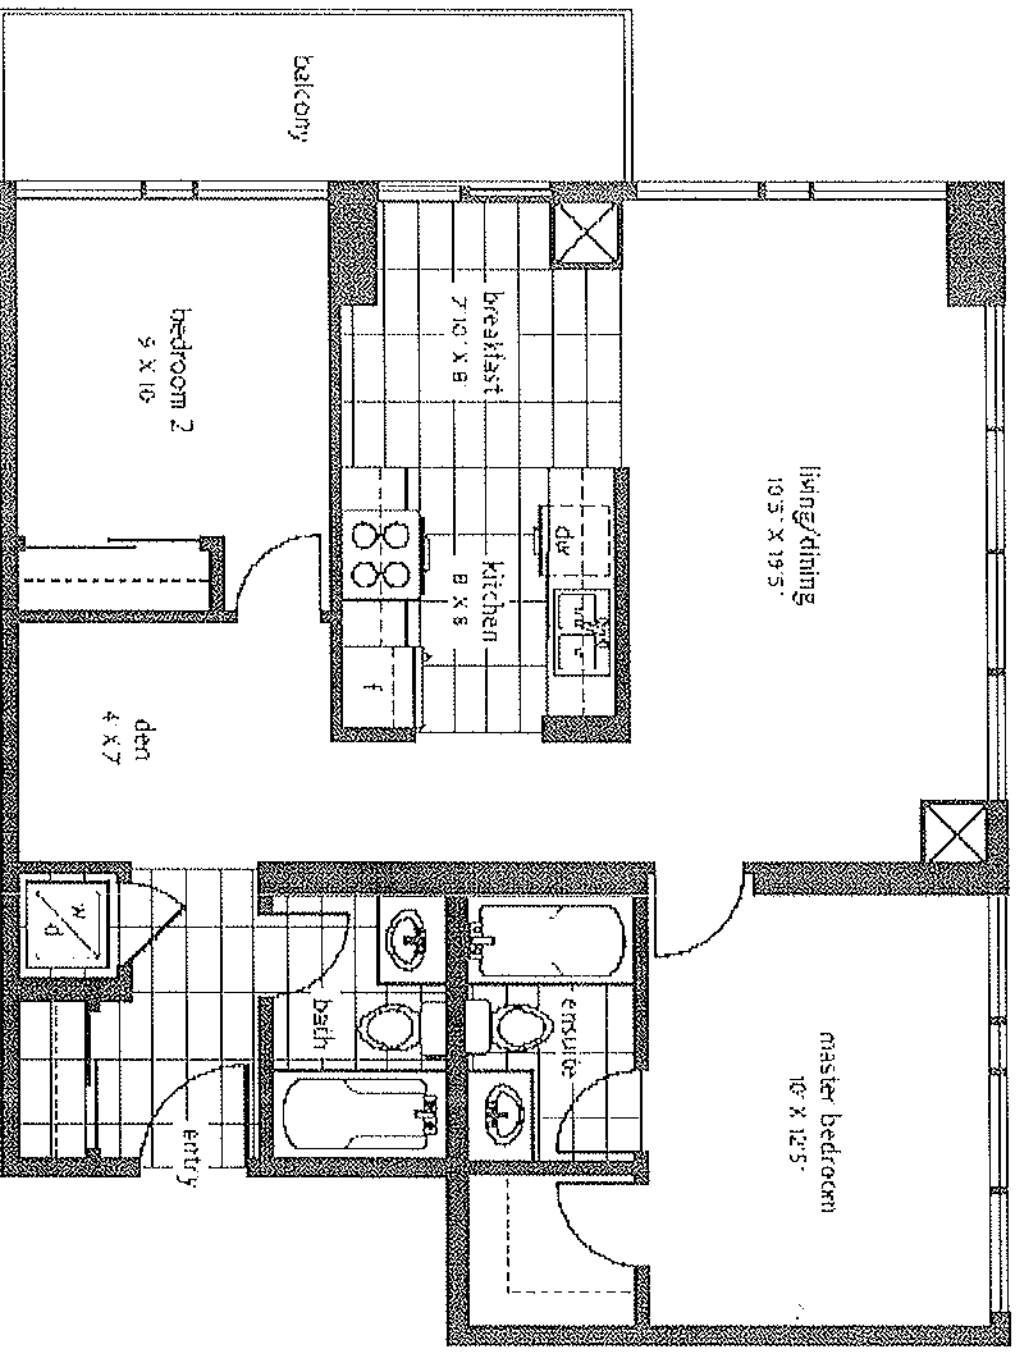 balcony
bedroom 2
9 X 10
breakfast
7'10" X 8
living/dining
10'5" X 19'5"
dw
kitchen
8 X 8
f
den
4 X 7
w
d
bath
ensuite
entry
master bedroom
10' X 12'5"